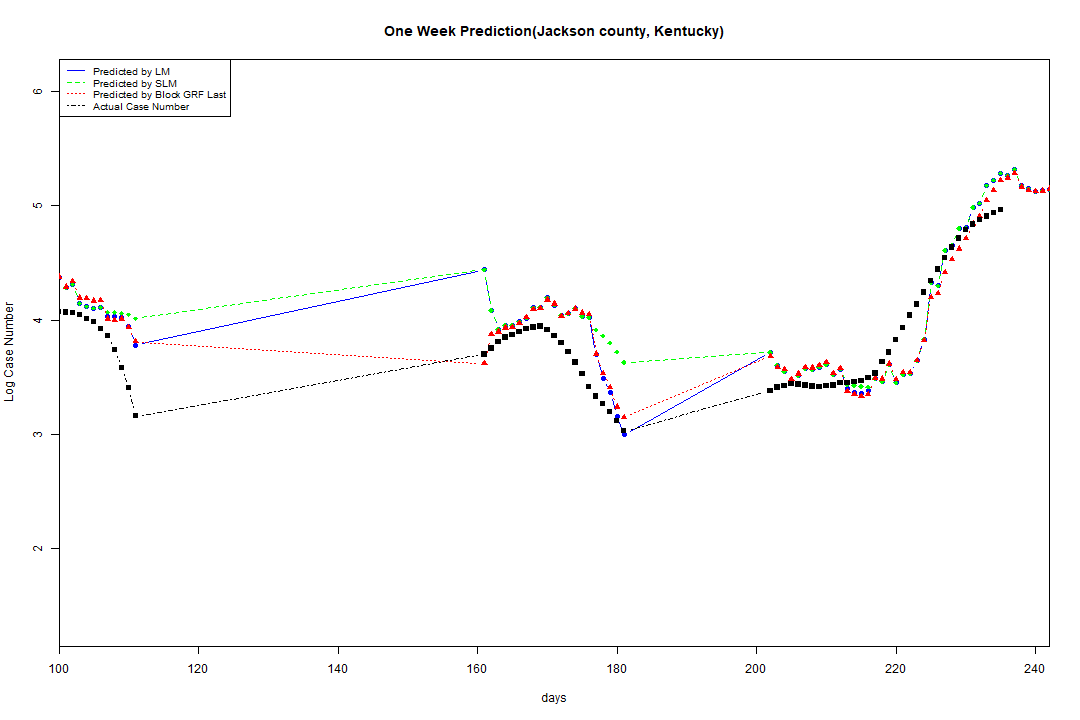 One Week Prediction(Jackson county, Kentucky)
Predicted by LM
Predicted by SLM
Predicted by Block GRF Last
Actual Case Number
6
5
4
3
2
Log Case Number
100 120 140 160 180 200 220 240
days